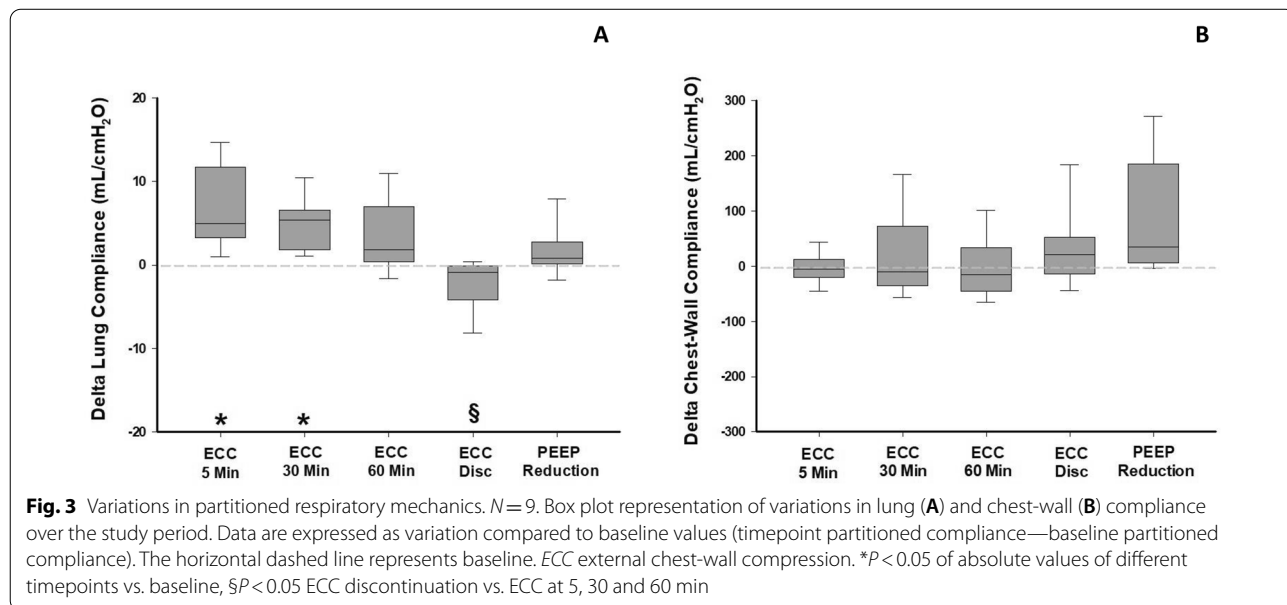 A
Delta Lung Compliance (mL/cmH₂O)
20
10
0
-10
-20
* * §
ECC ECC ECC ECC PEEP
5 Min 30 Min 60 Min Disc Reduction
B
Delta Chest-Wall Compliance (mL/cmH₂O)
300
200
100
0
-100
-200
-300
ECC ECC ECC ECC PEEP
5 Min 30 Min 60 Min Disc Reduction
Fig. 3 Variations in partitioned respiratory mechanics. N = 9. Box plot representation of variations in lung (A) and chest-wall (B) compliance
over the study period. Data are expressed as variation compared to baseline values (timepoint partitioned compliance—baseline partitioned
compliance). The horizontal dashed line represents baseline. ECC external chest-wall compression. *P < 0.05 of absolute values of different
timepoints vs. baseline, §P < 0.05 ECC discontinuation vs. ECC at 5, 30 and 60 min